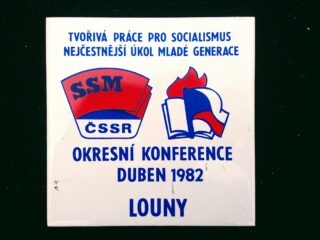 TVOŘIVÁ PRÁCE PRO SOCIALISMUS
NEJČESTNĚJŠÍ ÚKOL MLADÉ GENERACE
SSM
ČSSR
OKRESNÍ KONFERENCE
DUBEN 1982
LOUNY